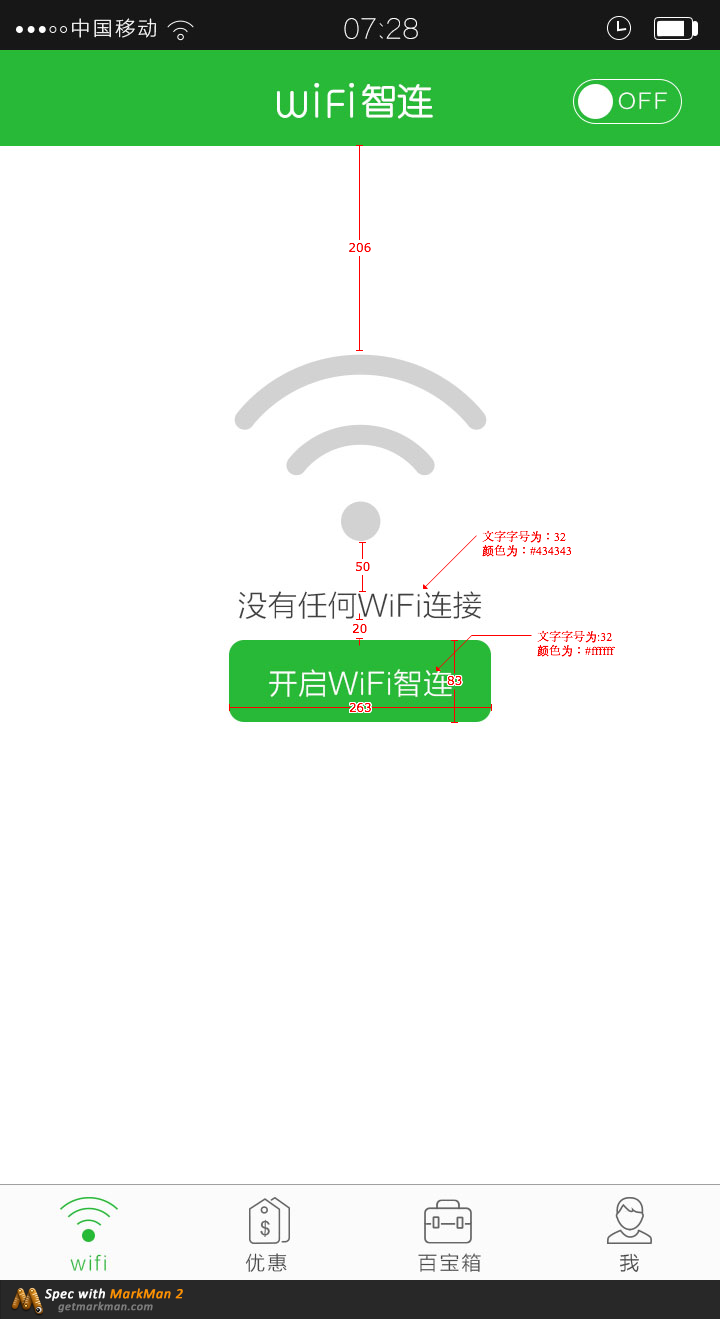 中国移动
07:28
WiFi智连
OFF
206
文字字号为：32
颜色为：#434343
50
没有任何WiFi连接
20
文字字号为:32
颜色为：#ffffff
开启WiFi智连
83
263
wifi
$
优惠
百宝箱
我
Spec with MarkMan 2
getmarkman.com